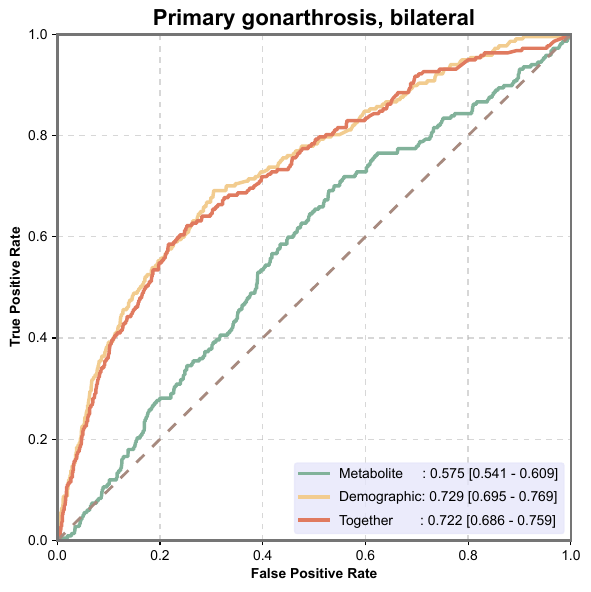 Primary gonarthrosis, bilateral
1.0
0.8
0.6
0.4
0.2
0.0
True Positive Rate
Metabolite : 0.575 [0.541 - 0.609]
Demographic: 0.729 [0.695 - 0.769]
Together : 0.722 [0.686 - 0.759]
0.0 0.2 0.4 0.6 0.8 1.0
False Positive Rate